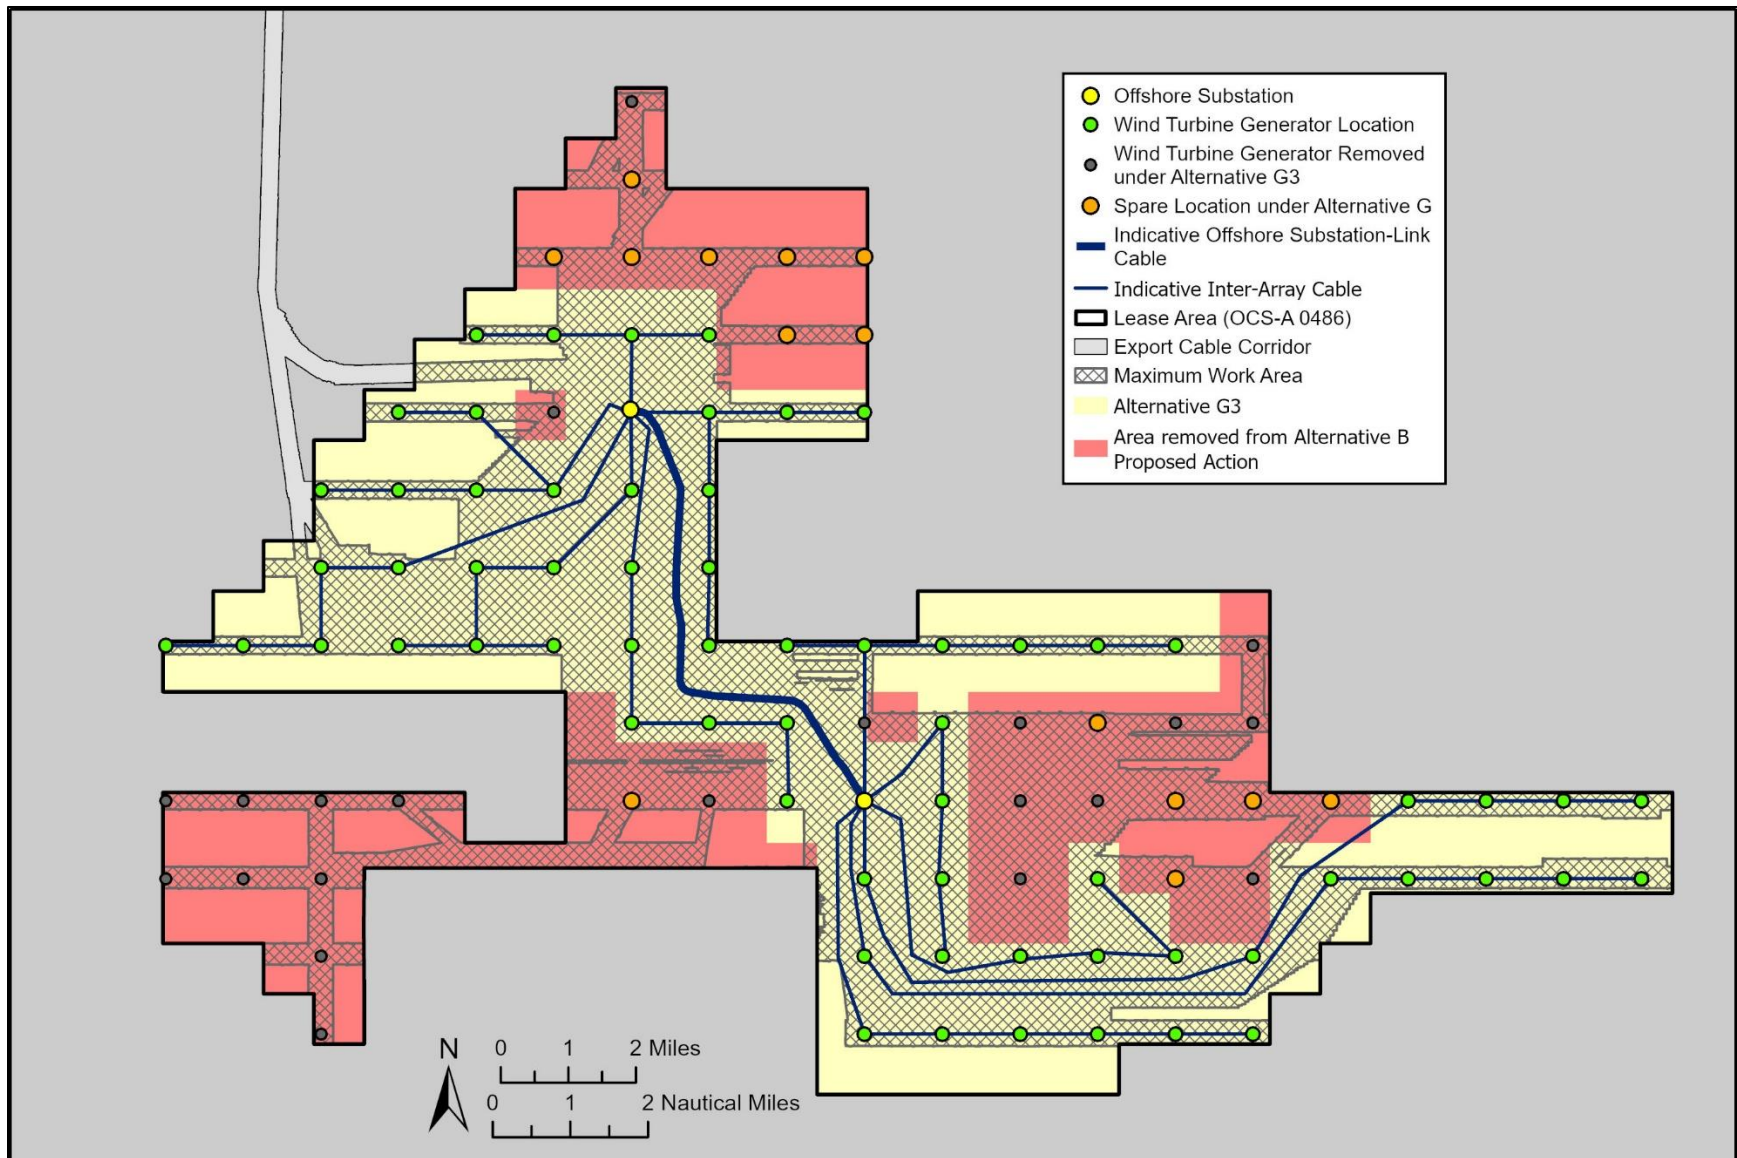 Offshore Substation
Wind Turbine Generator Location
Wind Turbine Generator Removed
under Alternative G3
Spare Location under Alternative G
Indicative Offshore Substation-Link
Cable
Indicative Inter-Array Cable
Lease Area (OCS-A 0486)
Export Cable Corridor
Maximum Work Area
Alternative G3
Area removed from Alternative B
Proposed Action
N
0 1 2 Miles
0 1 2 Nautical Miles